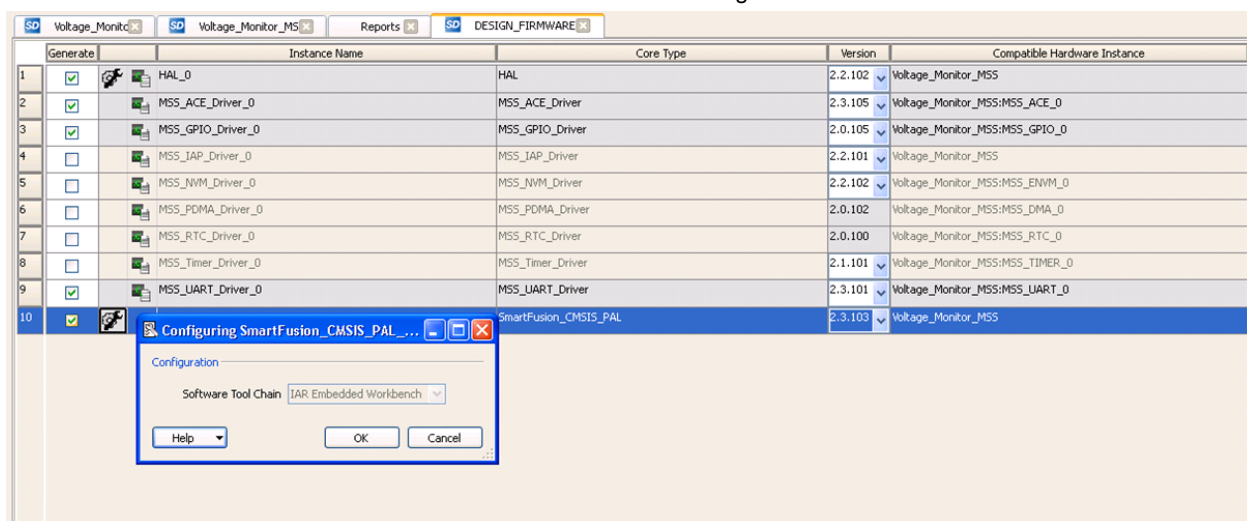 Voltage_Monito
Voltage_Monitor_MS
Reports
DESIGN_FIRMWARE
Generate Instance Name Core Type Version Compatible Hardware Instance
1 HAL_0 HAL 2.2.102 Voltage_Monitor_MSS
2 MSS_ACE_Driver_0 MSS_ACE_Driver 2.3.105 Voltage_Monitor_MSS:MSS_ACE_0
3 MSS_GPIO_Driver_0 MSS_GPIO_Driver 2.0.105 Voltage_Monitor_MSS:MSS_GPIO_0
4 MSS_IAP_Driver_0 MSS_IAP_Driver 2.2.101 Voltage_Monitor_MSS
5 MSS_NVM_Driver_0 MSS_NVM_Driver 2.2.102 Voltage_Monitor_MSS:MSS_ENVM_0
6 MSS_PDMA_Driver_0 MSS_PDMA_Driver 2.0.102 Voltage_Monitor_MSS:MSS_DMA_0
7 MSS_RTC_Driver_0 MSS_RTC_Driver 2.0.100 Voltage_Monitor_MSS:MSS_RTC_0
8 MSS_Timer_Driver_0 MSS_Timer_Driver 2.1.101 Voltage_Monitor_MSS:MSS_TIMER_0
9 MSS_UART_Driver_0 MSS_UART_Driver 2.3.101 Voltage_Monitor_MSS:MSS_UART_0
10 SmartFusion_CMSIS_PAL 2.3.103 Voltage_Monitor_MSS
Configuring SmartFusion_CMSIS_PAL_...
Configuration
Software Tool Chain IAR Embedded Workbench
Help OK Cancel